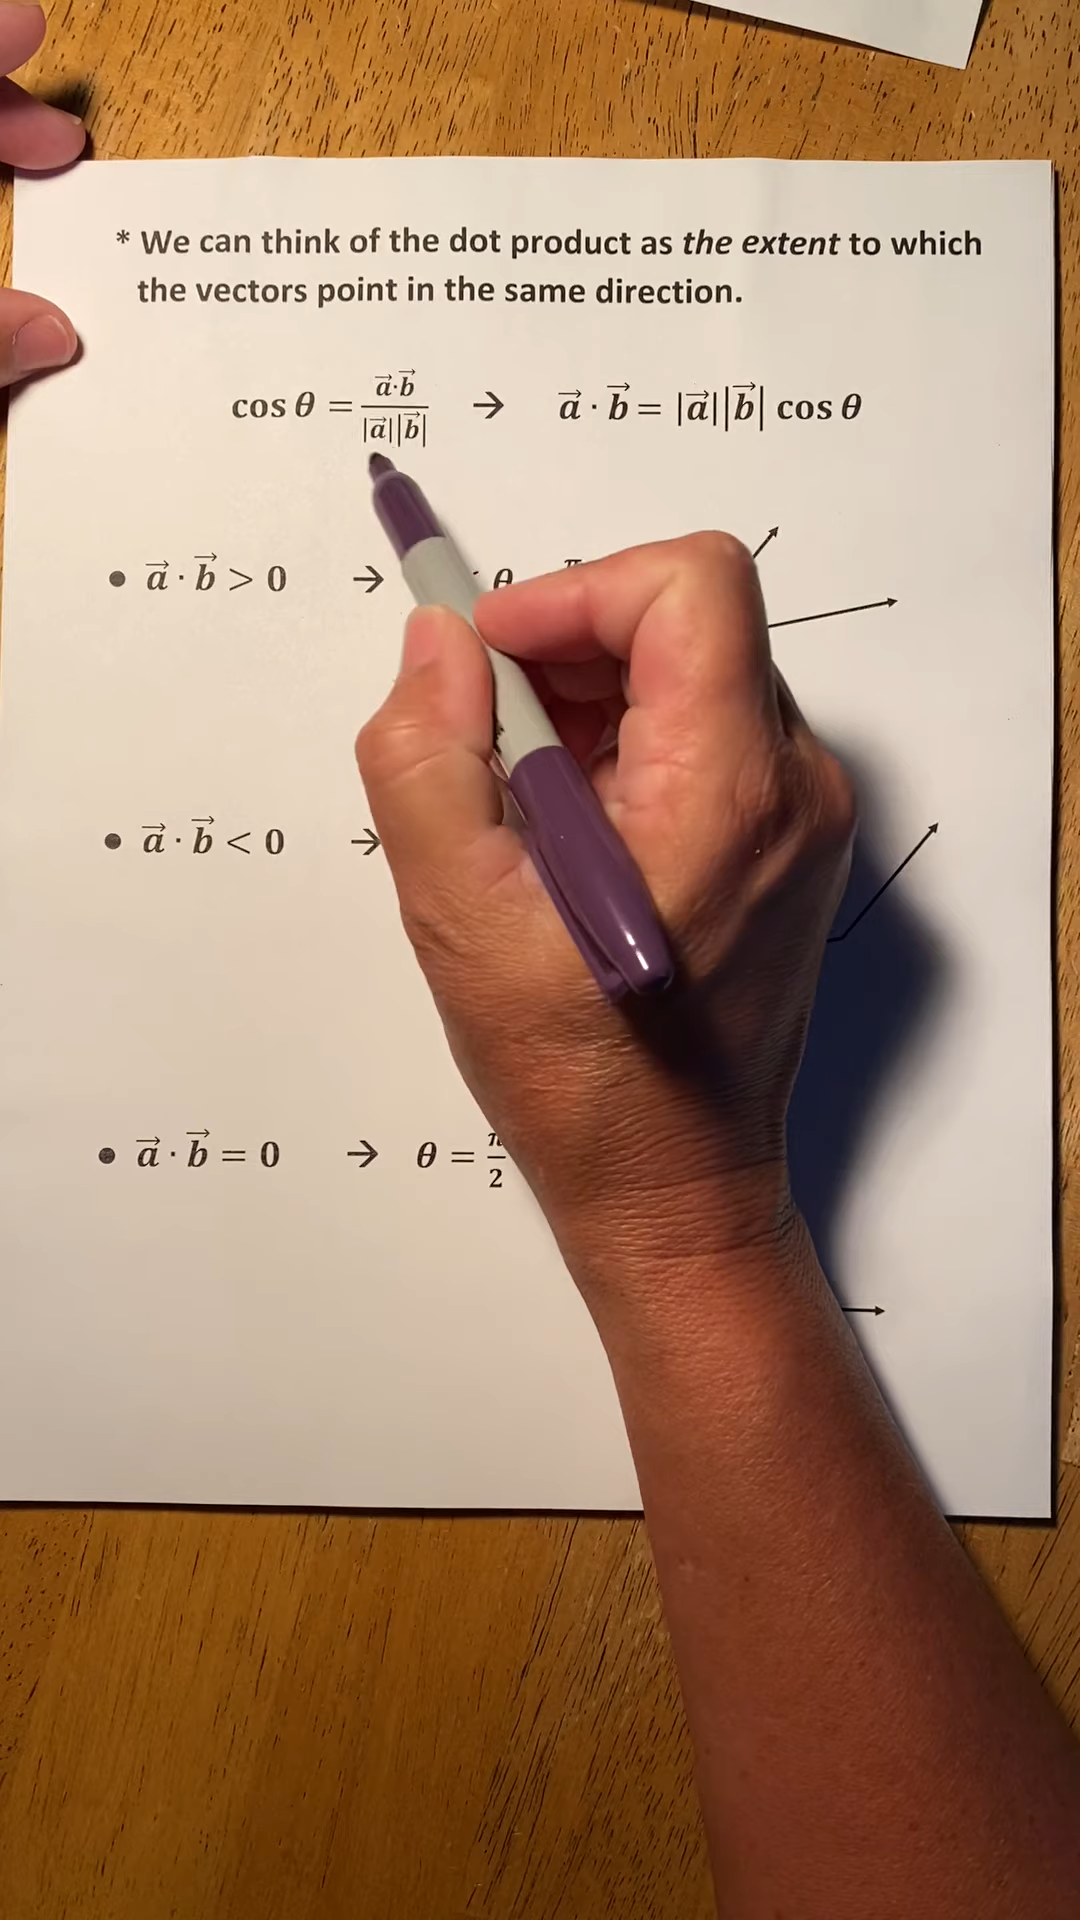 * We can think of the dot product as the extent to which
the vectors point in the same direction.
cos θ = a⃗·b⃗ / |a⃗||b⃗| → a⃗ · b⃗ = |a⃗||b⃗| cos θ
• a⃗ · b⃗ > 0 → θ π
• a⃗ · b⃗ < 0 →
• a⃗ · b⃗ = 0 → θ = π/2